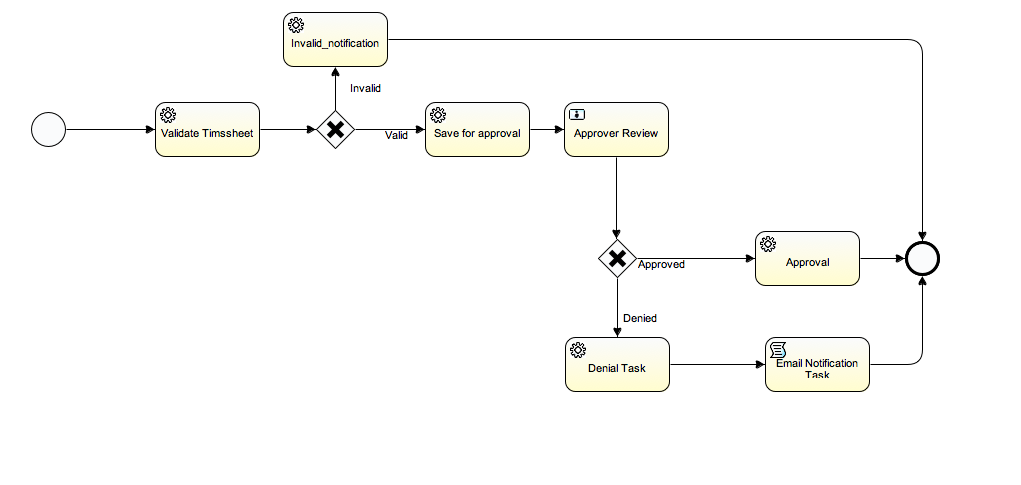 Invalid_notification
Invalid
Validate Timssheet
Valid
Save for approval
Approver Review
Approved
Approval
Denied
Denial Task
Email Notification
Task